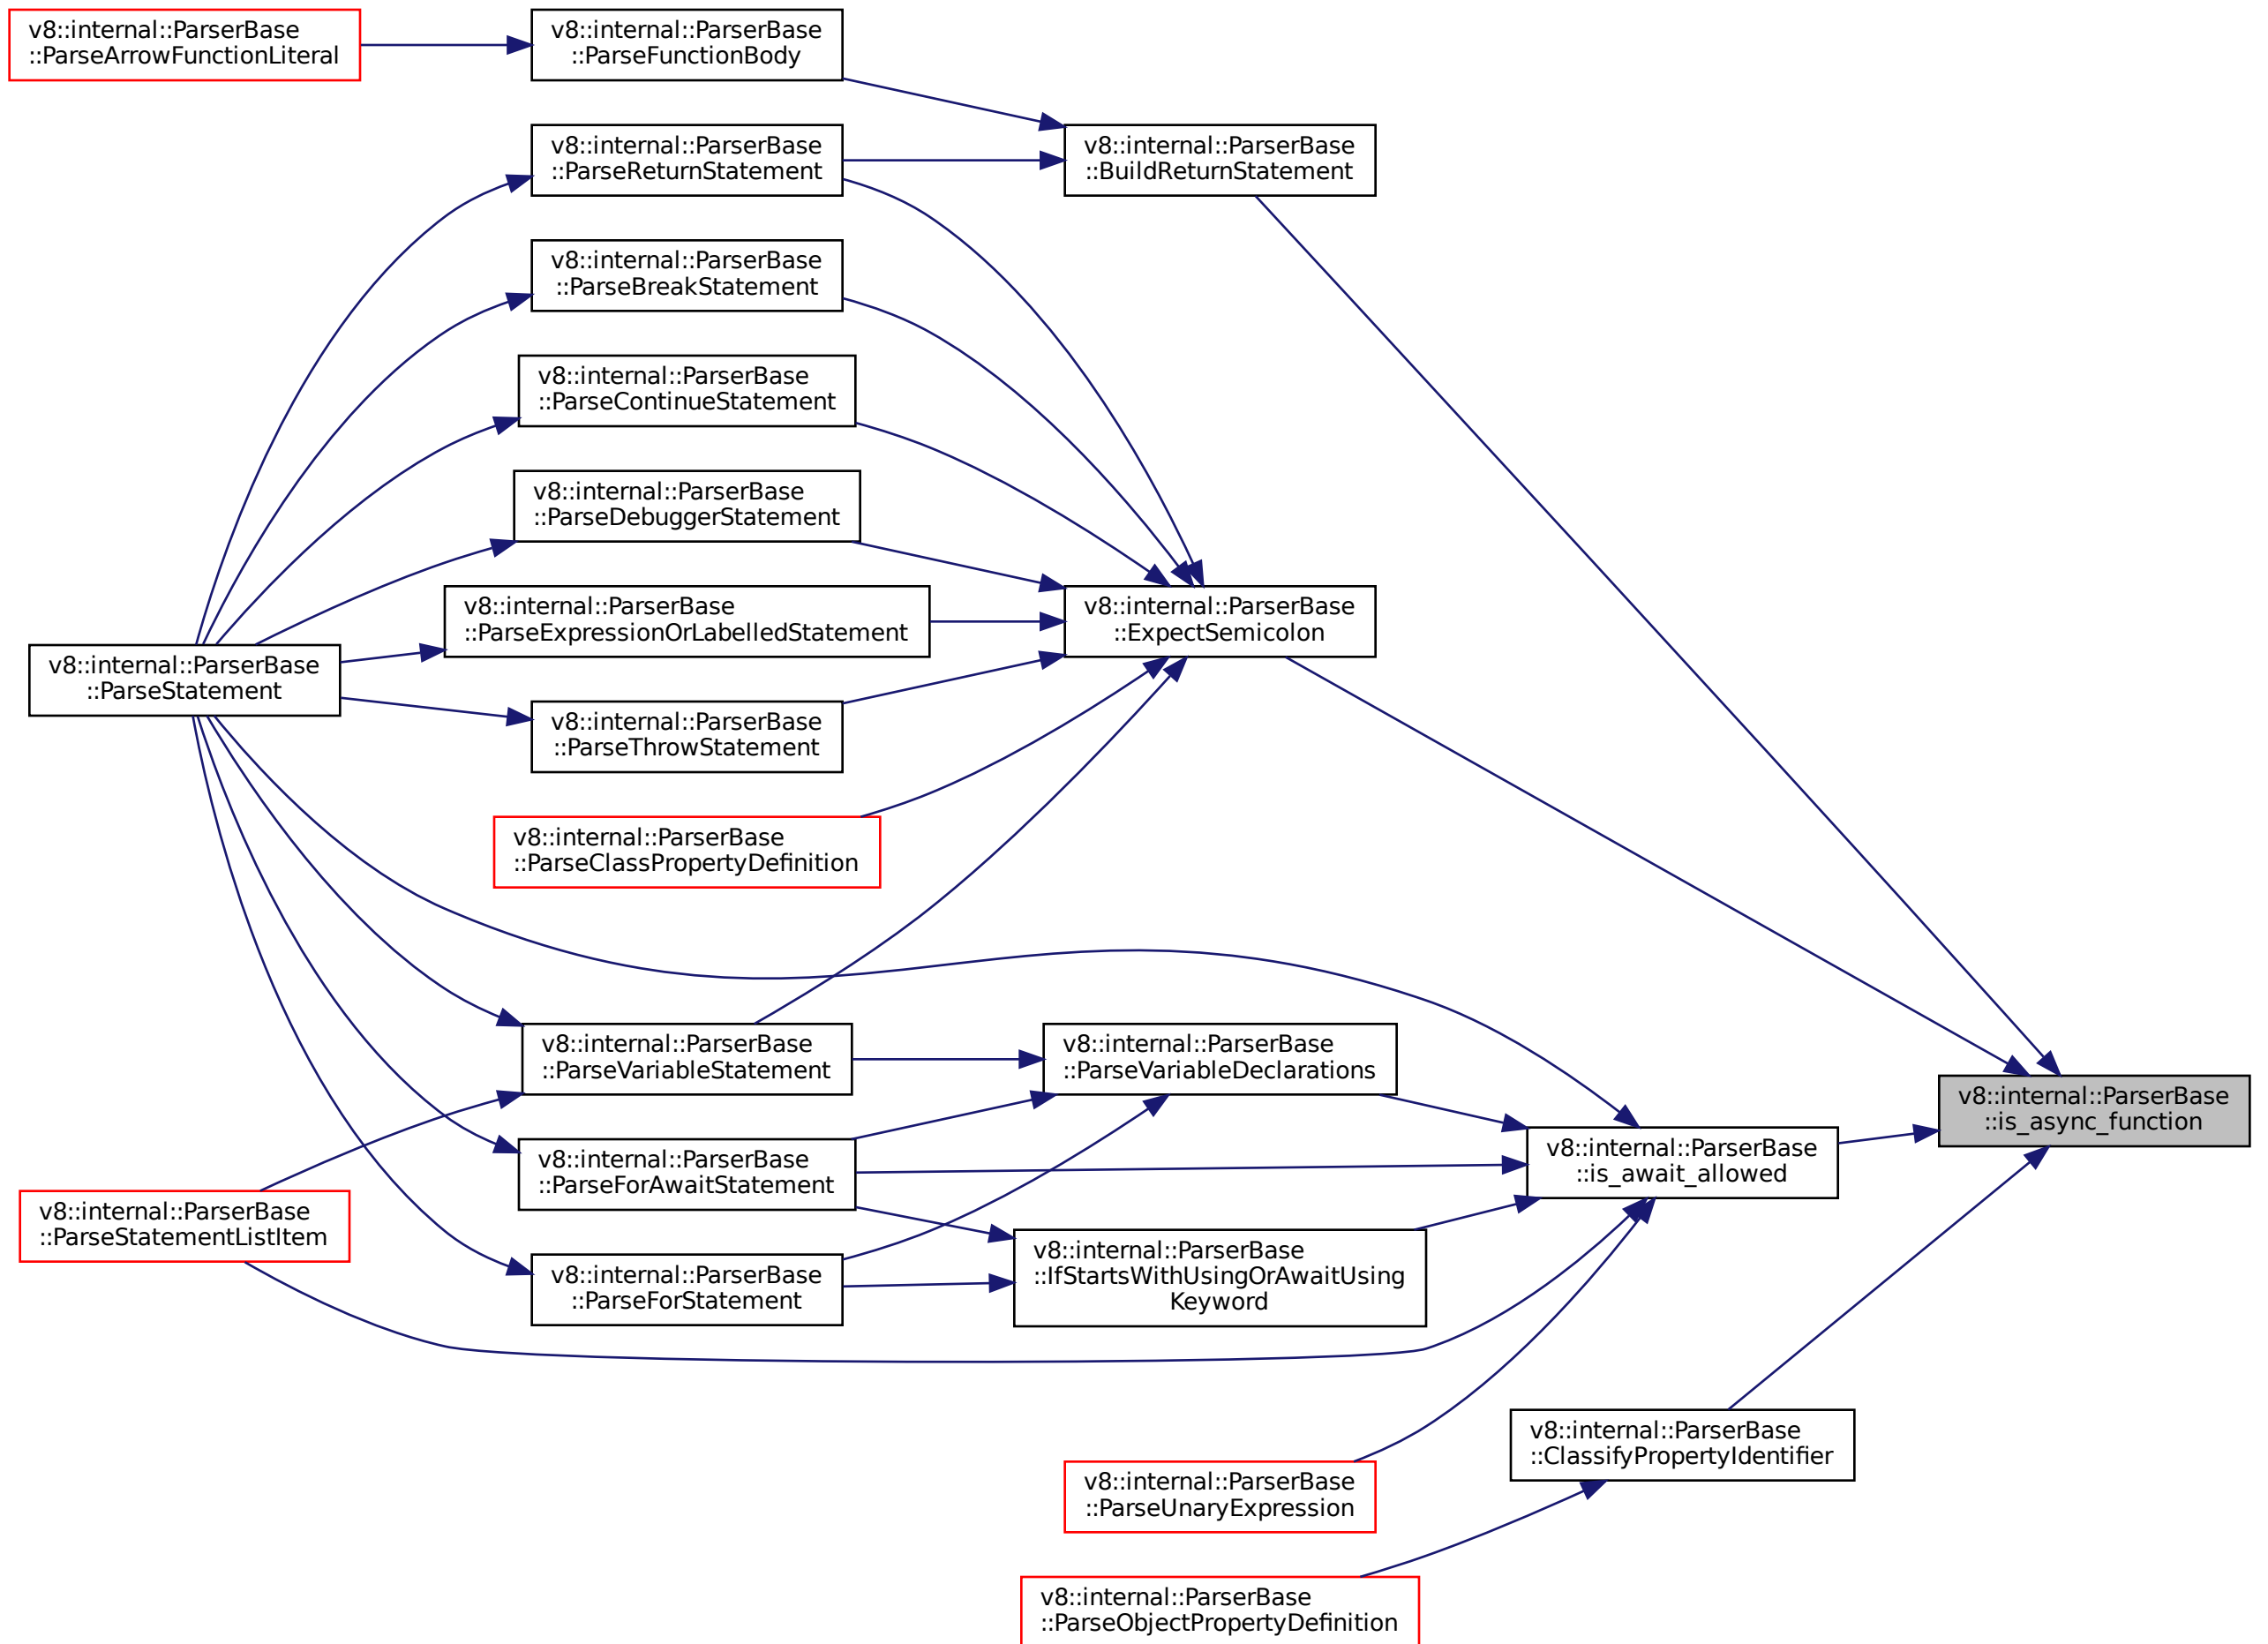 v8::internal::ParserBase
::ParseArrowFunctionLiteral
v8::internal::ParserBase
::ParseFunctionBody
v8::internal::ParserBase
::ParseReturnStatement
v8::internal::ParserBase
::BuildReturnStatement
v8::internal::ParserBase
::ParseBreakStatement
v8::internal::ParserBase
::ParseContinueStatement
v8::internal::ParserBase
::ParseDebuggerStatement
v8::internal::ParserBase
::ParseExpressionOrLabelledStatement
v8::internal::ParserBase
::ExpectSemicolon
v8::internal::ParserBase
::ParseStatement
v8::internal::ParserBase
::ParseThrowStatement
v8::internal::ParserBase
::ParseClassPropertyDefinition
v8::internal::ParserBase
::ParseVariableStatement
v8::internal::ParserBase
::ParseVariableDeclarations
v8::internal::ParserBase
::is_async_function
v8::internal::ParserBase
::ParseForAwaitStatement
v8::internal::ParserBase
::is_await_allowed
v8::internal::ParserBase
::ParseStatementListItem
v8::internal::ParserBase
::ParseForStatement
v8::internal::ParserBase
::IfStartsWithUsingOrAwaitUsing
Keyword
v8::internal::ParserBase
::ClassifyPropertyIdentifier
v8::internal::ParserBase
::ParseUnaryExpression
v8::internal::ParserBase
::ParseObjectPropertyDefinition